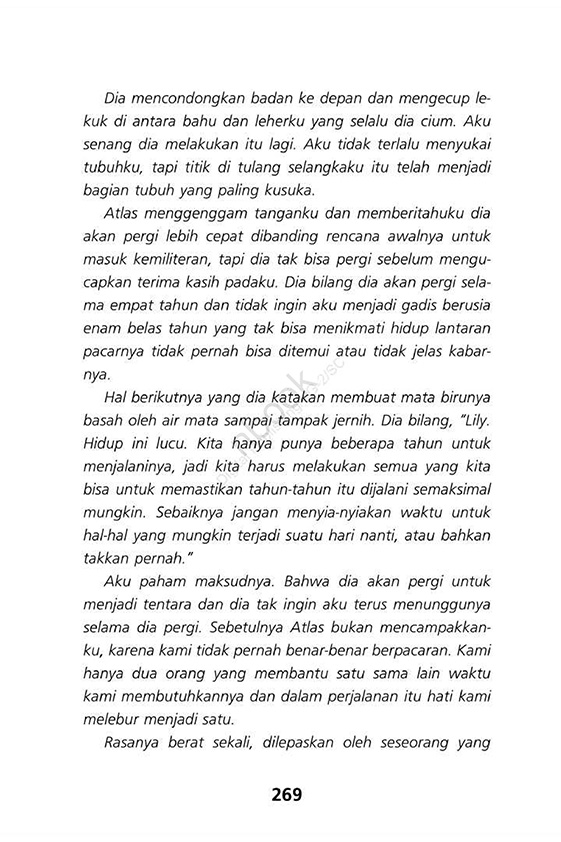 Dia mencondongkan badan ke depan dan mengecup le-
kuk di antara bahu dan leherku yang selalu dia cium. Aku
senang dia melakukan itu lagi. Aku tidak terlalu menyukai
tubuhku, tapi titik di tulang selangkaku itu telah menjadi
bagian tubuh yang paling kusuka.
Atlas menggenggam tanganku dan memberitahuku dia
akan pergi lebih cepat dibanding rencana awalnya untuk
masuk kemiliteran, tapi dia tak bisa pergi sebelum mengu-
capkan terima kasih padaku. Dia bilang dia akan pergi sela-
ma empat tahun dan tidak ingin aku menjadi gadis berusia
enam belas tahun yang tak bisa menikmati hidup lantaran
pacarnya tidak pernah bisa ditemui atau tidak jelas kabar-
nya.
Hal berikutnya yang dia katakan membuat mata birunya
basah oleh air mata sampai tampak jernih. Dia bilang, "Lily.
Hidup ini lucu. Kita hanya punya beberapa tahun untuk
menjalaninya, jadi kita harus melakukan semua yang kita
bisa untuk memastikan tahun-tahun itu dijalani semaksimal
mungkin. Sebaiknya jangan menyia-nyiakan waktu untuk
hal-hal yang mungkin terjadi suatu hari nanti, atau bahkan
takkan pernah."
Aku paham maksudnya. Bahwa dia akan pergi untuk
menjadi tentara dan dia tak ingin aku terus menunggunya
selama dia pergi. Sebetulnya Atlas bukan mencampakkan-
ku, karena kami tidak pernah benar-benar berpacaran. Kami
hanya dua orang yang membantu satu sama lain waktu
kami membutuhkannya dan dalam perjalanan itu hati kami
melebur menjadi satu.
Rasanya berat sekali, dilepaskan oleh seseorang yang
269